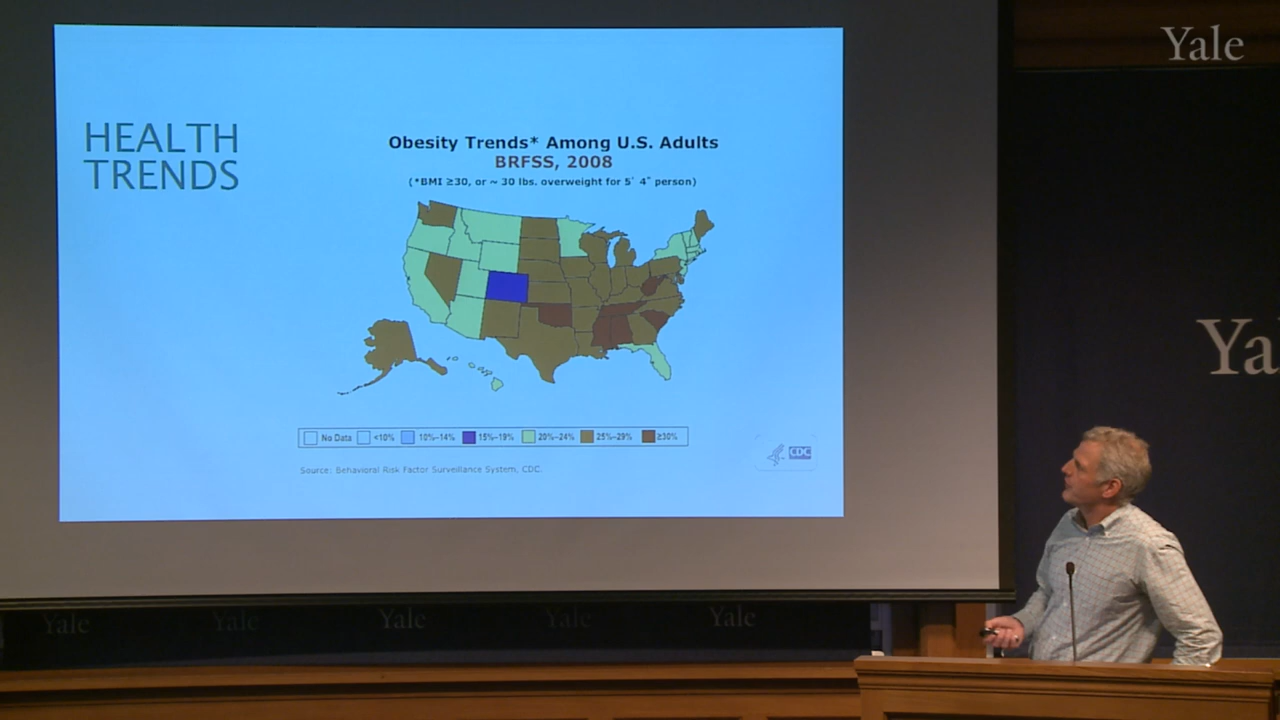 Yale
HEALTH
TRENDS
Obesity Trends* Among U.S. Adults
BRFSS, 2008
(*BMI ≥30, or ~ 30 lbs. overweight for 5' 4" person)
No Data <10% 10%–14% 15%–19% 20%–24% 25%–29% ≥30%
CDC
Source: Behavioral Risk Factor Surveillance System, CDC.
Ya
Yale Yale Yale Yale Yale